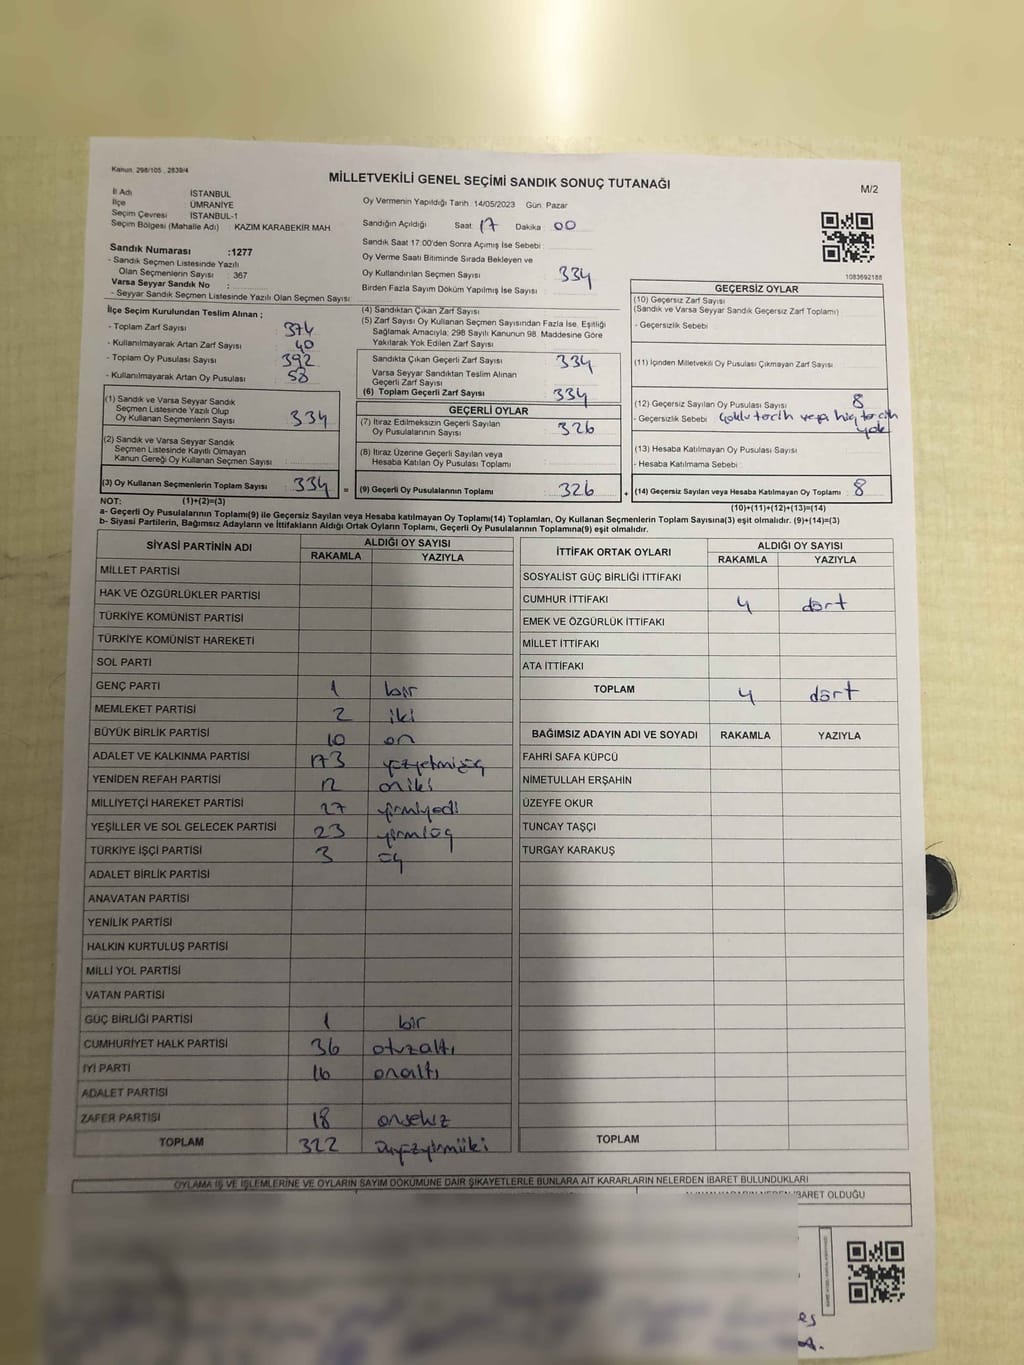 Kanun: 298/105 , 2839/4
MİLLETVEKİLİ GENEL SEÇİMİ SANDIK SONUÇ TUTANAĞI
M/2
İl Adı : İSTANBUL
İlçe : ÜMRANİYE
Seçim Çevresi : İSTANBUL-1
Seçim Bölgesi (Mahalle Adı) : KAZIM KARABEKİR MAH.
Sandık Numarası :1277
- Sandık Seçmen Listesinde Yazılı
Olan Seçmenlerin Sayısı : 367
Varsa Seyyar Sandık No :
- Seyyar Sandık Seçmen Listesinde Yazılı Olan Seçmen Sayısı
Oy Vermenin Yapıldığı Tarih :14/05/2023 Gün: Pazar
Sandığın Açıldığı Saat: 17 Dakika: 00
Sandık Saat 17:00'den Sonra Açımış İse Sebebi :
Oy Verme Saati Bitiminde Sırada Bekleyen ve
Oy Kullandırılan Seçmen Sayısı : 334
Birden Fazla Sayım Döküm Yapılmış İse Sayısı :
1083692188
İlçe Seçim Kurulundan Teslim Alınan ;
- Toplam Zarf Sayısı : 374
- Kullanılmayarak Artan Zarf Sayısı : 40
- Toplam Oy Pusulası Sayısı : 392
- Kullanılmayarak Artan Oy Pusulası : 58
(1) Sandık ve Varsa Seyyar Sandık
Seçmen Listesinde Yazılı Olup
Oy Kullanan Seçmenlerin Sayısı : 334
(2) Sandık ve Varsa Seyyar Sandık
Seçmen Listesinde Kayıtlı Olmayan
Kanun Gereği Oy Kullanan Seçmen Sayısı :
(3) Oy Kullanan Seçmenlerin Toplam Sayısı : 334 =
(4) Sandıktan Çıkan Zarf Sayısı
(5) Zarf Sayısı Oy Kullanan Seçmen Sayısından Fazla İse, Eşitliği
Sağlamak Amacıyla; 298 Sayılı Kanunun 98. Maddesine Göre
Yakılarak Yok Edilen Zarf Sayısı
Sandıkta Çıkan Geçerli Zarf Sayısı : 334
Varsa Seyyar Sandıktan Teslim Alınan
Geçerli Zarf Sayısı :
(6) Toplam Geçerli Zarf Sayısı : 334
GEÇERLİ OYLAR
(7) İtiraz Edilmeksizin Geçerli Sayılan
Oy Pusulalarının Sayısı : 326
(8) İtiraz Üzerine Geçerli Sayılan veya
Hesaba Katılan Oy Pusulası Toplamı :
(9) Geçerli Oy Pusulalarının Toplamı : 326 +
GEÇERSİZ OYLAR
(10) Geçersiz Zarf Sayısı
(Sandık ve Varsa Seyyar Sandık Geçersiz Zarf Toplamı)
- Geçersizlik Sebebi
(11) İçinden Milletvekili Oy Pusulası Çıkmayan Zarf Sayısı
(12) Geçersiz Sayılan Oy Pusulası Sayısı : 8
- Geçersizlik Sebebi : çoklu tercih veya hiç tercih
yok
(13) Hesaba Katılmayan Oy Pusulası Sayısı
- Hesaba Katılmama Sebebi
(14) Geçersiz Sayılan veya Hesaba Katılmayan Oy Toplamı : 8
NOT: (1)+(2)=(3)
(10)+(11)+(12)+(13)=(14)
a- Geçerli Oy Pusulalarının Toplamı(9) ile Geçersiz Sayılan veya Hesaba katılmayan Oy Toplamı(14) Toplamları, Oy Kullanan Seçmenlerin Toplam Sayısına(3) eşit olmalıdır. (9)+(14)=(3)
b- Siyasi Partilerin, Bağımsız Adayların ve İttifakların Aldığı Ortak Oyların Toplamı, Geçerli Oy Pusulalarının Toplamına(9) eşit olmalıdır.
SİYASİ PARTİNİN ADI ALDIĞI OY SAYISI
RAKAMLA YAZIYLA
MİLLET PARTİSİ
HAK VE ÖZGÜRLÜKLER PARTİSİ
TÜRKİYE KOMÜNİST PARTİSİ
TÜRKİYE KOMÜNİST HAREKETİ
SOL PARTİ
GENÇ PARTİ 1 bir
MEMLEKET PARTİSİ 2 iki
BÜYÜK BİRLİK PARTİSİ 10 on
ADALET VE KALKINMA PARTİSİ 173 yüzyetmişüç
YENİDEN REFAH PARTİSİ 12 oniki
MİLLİYETÇİ HAREKET PARTİSİ 27 yirmiyedi
YEŞİLLER VE SOL GELECEK PARTİSİ 23 yirmiüç
TÜRKİYE İŞÇİ PARTİSİ 3 üç
ADALET BİRLİK PARTİSİ
ANAVATAN PARTİSİ
YENİLİK PARTİSİ
HALKIN KURTULUŞ PARTİSİ
MİLLİ YOL PARTİSİ
VATAN PARTİSİ
GÜÇ BİRLİĞİ PARTİSİ 1 bir
CUMHURİYET HALK PARTİSİ 36 otuzaltı
İYİ PARTİ 16 onaltı
ADALET PARTİSİ
ZAFER PARTİSİ 18 onsekiz
TOPLAM 322 üçyüzyirmiiki
İTTİFAK ORTAK OYLARI ALDIĞI OY SAYISI
RAKAMLA YAZIYLA
SOSYALİST GÜÇ BİRLİĞİ İTTİFAKI
CUMHUR İTTİFAKI 4 dört
EMEK VE ÖZGÜRLÜK İTTİFAKI
MİLLET İTTİFAKI
ATA İTTİFAKI
TOPLAM 4 dört
BAĞIMSIZ ADAYIN ADI VE SOYADI RAKAMLA YAZIYLA
FAHRİ SAFA KÜPCÜ
NİMETULLAH ERŞAHİN
ÜZEYFE OKUR
TUNCAY TAŞÇI
TURGAY KARAKUŞ
TOPLAM
OYLAMA İŞ VE İŞLEMLERİNE VE OYLARIN SAYIM DÖKÜMÜNE DAİR ŞİKAYETLERLE BUNLARA AİT KARARLARIN NELERDEN İBARET BULUNDUKLARI
İBARET OLDUĞU